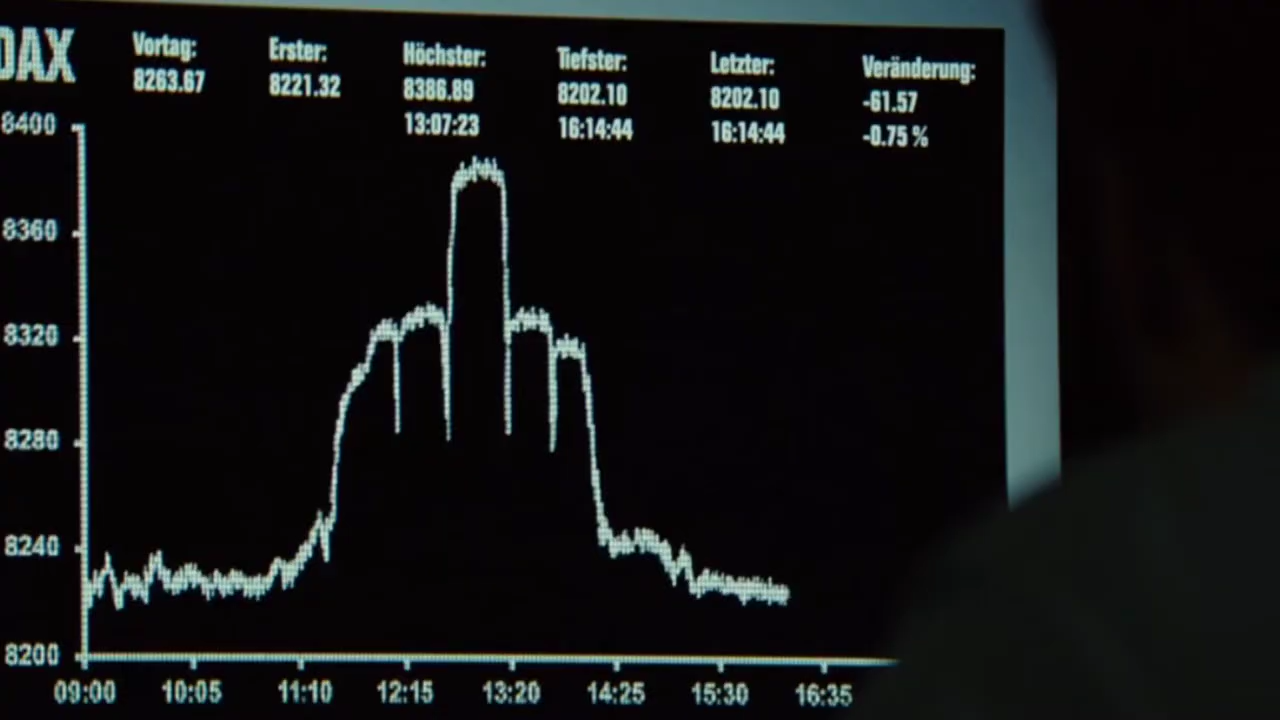 DAX
Vortag: Erster: Höchster: Tiefster: Letzter: Veränderung:
8263.67 8221.32 8386.89 8202.10 8202.10 -61.57
13:07:23 16:14:44 16:14:44 -0.75 %
8400
8360
8320
8280
8240
8200
09:00 10:05 11:10 12:15 13:20 14:25 15:30 16:35